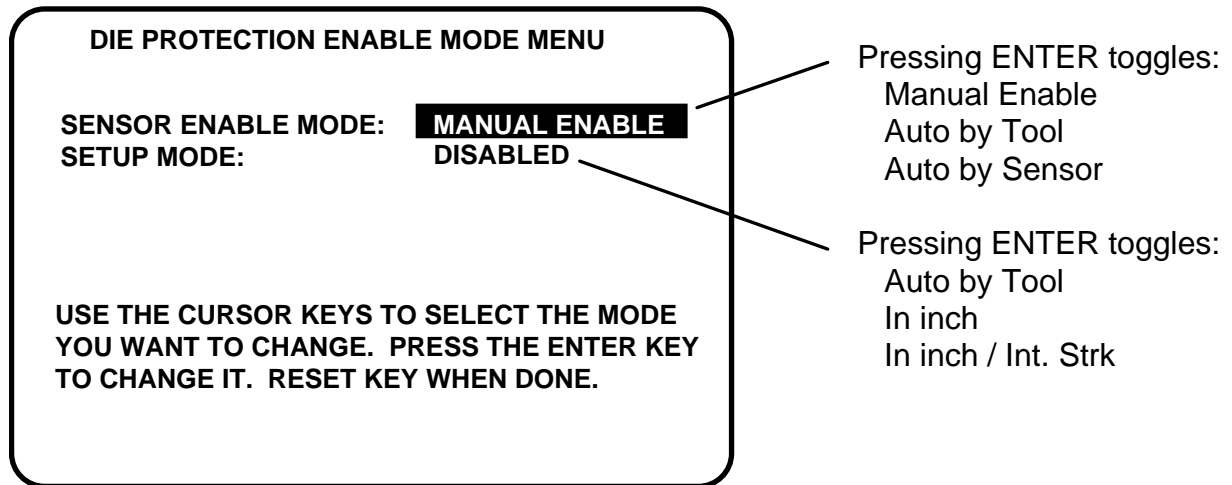 DIE PROTECTION ENABLE MODE MENU
SENSOR ENABLE MODE: MANUAL ENABLE
SETUP MODE: DISABLED
USE THE CURSOR KEYS TO SELECT THE MODE
YOU WANT TO CHANGE. PRESS THE ENTER KEY
TO CHANGE IT. RESET KEY WHEN DONE.
Pressing ENTER toggles:
Manual Enable
Auto by Tool
Auto by Sensor
Pressing ENTER toggles:
Auto by Tool
In inch
In inch / Int. Strk